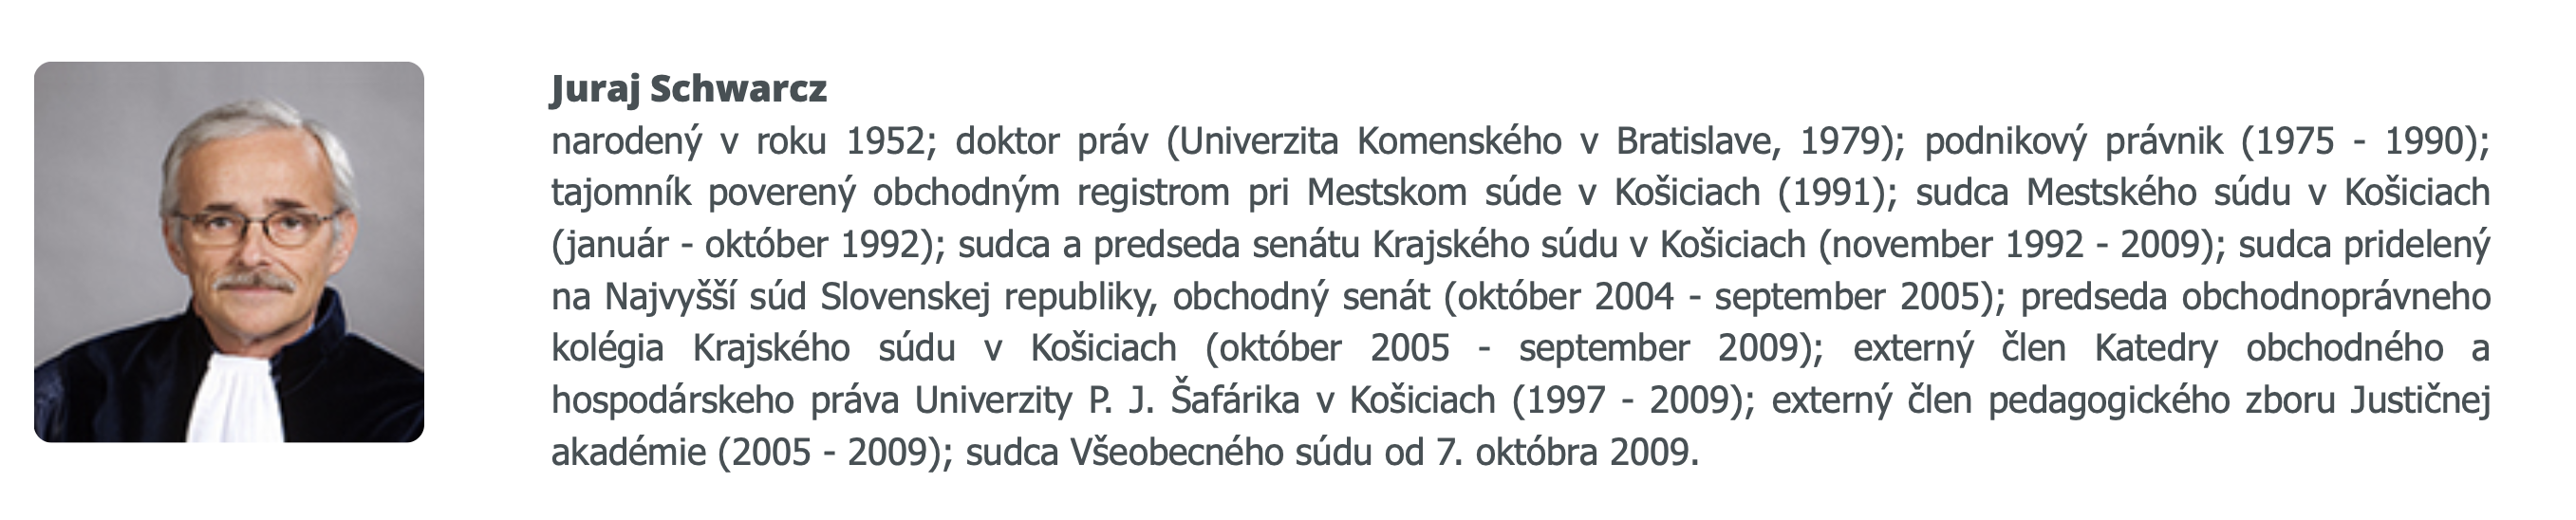 Juraj Schwarcz
narodený v roku 1952; doktor práv (Univerzita Komenského v Bratislave, 1979); podnikový právnik (1975 - 1990);
tajomník poverený obchodným registrom pri Mestskom súde v Košiciach (1991); sudca Mestského súdu v Košiciach
(január - október 1992); sudca a predseda senátu Krajského súdu v Košiciach (november 1992 - 2009); sudca pridelený
na Najvyšší súd Slovenskej republiky, obchodný senát (október 2004 - september 2005); predseda obchodnoprávneho
kolégia Krajského súdu v Košiciach (október 2005 - september 2009); externý člen Katedry obchodného a
hospodárskeho práva Univerzity P. J. Šafárika v Košiciach (1997 - 2009); externý člen pedagogického zboru Justičnej
akadémie (2005 - 2009); sudca Všeobecného súdu od 7. októbra 2009.